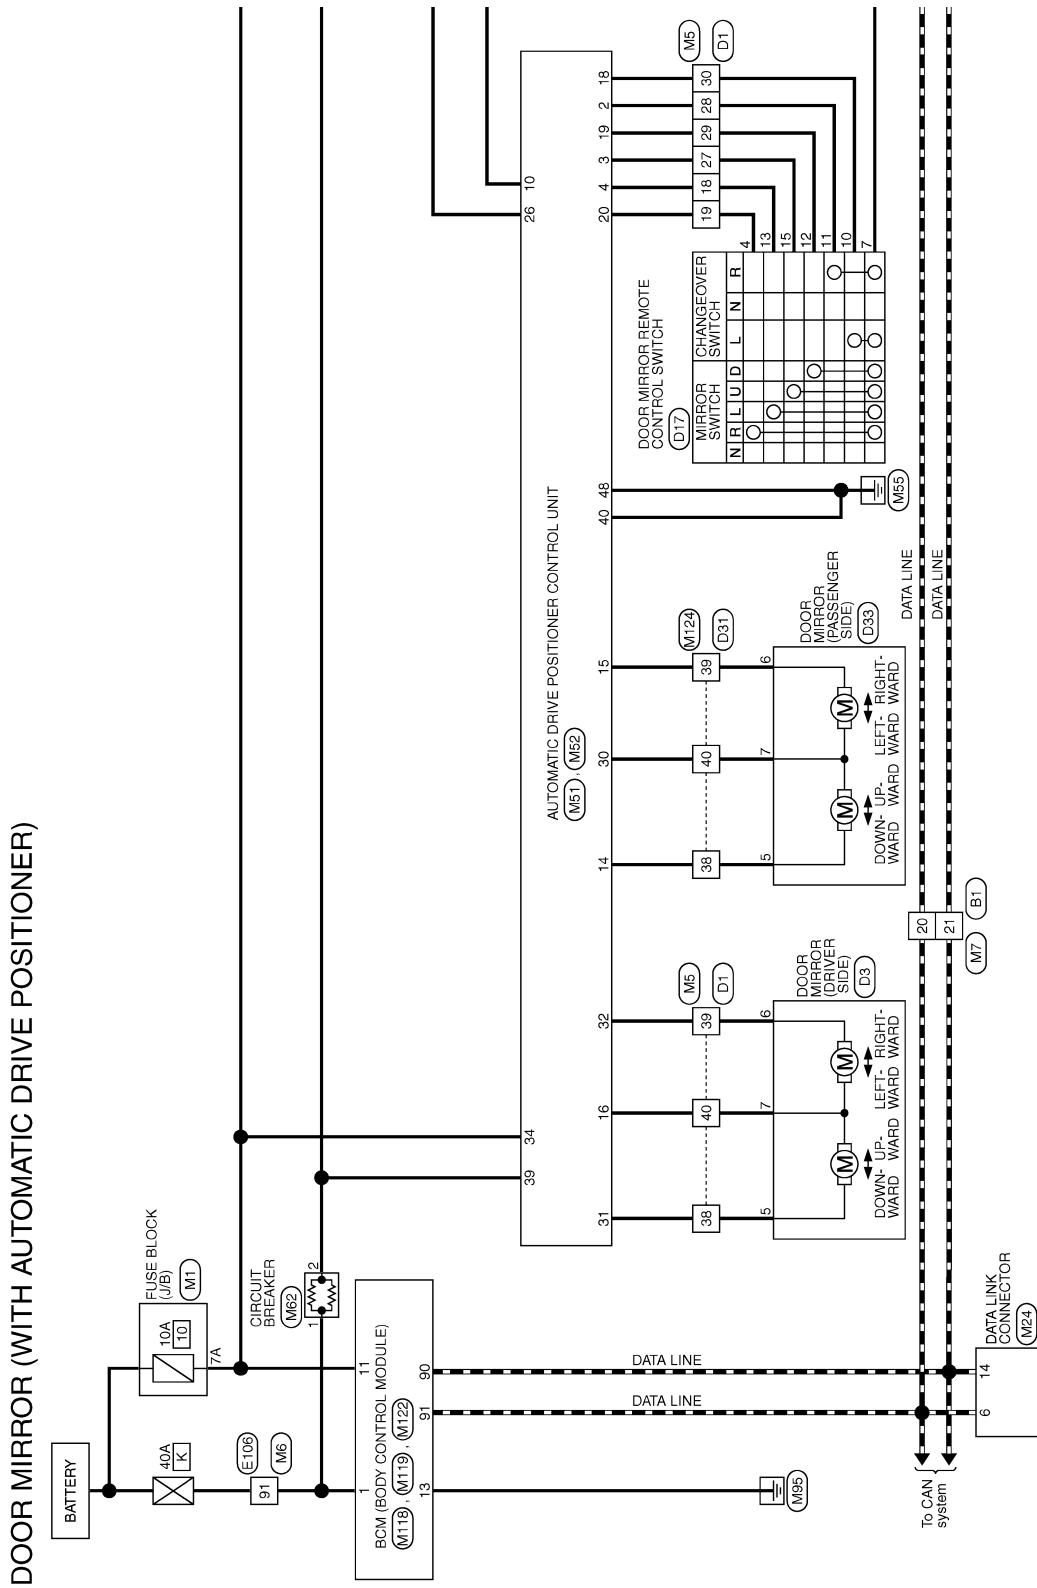 DOOR MIRROR (WITH AUTOMATIC DRIVE POSITIONER)
BATTERY
40A
K
E106
M6
91
FUSE BLOCK
(J/B)
M1
10A
10
7A
CIRCUIT
BREAKER
M62
1
2
1
11
BCM (BODY CONTROL MODULE)
M118 , M119 , M122
13
91
90
M95
DATA LINE
DATA LINE
To CAN
system
6
14
DATA LINK
CONNECTOR
M24
39
34
26
10
AUTOMATIC DRIVE POSITIONER CONTROL UNIT
M51 , M52
31
16
32
14
30
15
40
48
20
4
3
19
2
18
38
40
39
M5
D1
5
7
6
DOOR
MIRROR
(DRIVER
SIDE)
D3
M
M
DOWN-
WARD
UP-
WARD
LEFT-
WARD
RIGHT-
WARD
38
40
39
M124
D31
5
7
6
DOOR
MIRROR
(PASSENGER
SIDE)
D33
M
M
DOWN-
WARD
UP-
WARD
LEFT-
WARD
RIGHT-
WARD
M7
20
21
B1
DATA LINE
DATA LINE
M55
DOOR MIRROR REMOTE
CONTROL SWITCH
D17
MIRROR
SWITCH
CHANGEOVER
SWITCH
N R L U D L N R
4
13
15
12
11
10
7
19
18
27
29
28
30
M5
D1